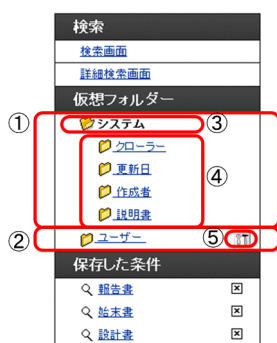 検索
検索画面
詳細検索画面
仮想フォルダー
① システム ③
クローラー
更新日
④
作成者
説明書
② ユーザー ⑤
保存した条件
報告書
始末書
設計書